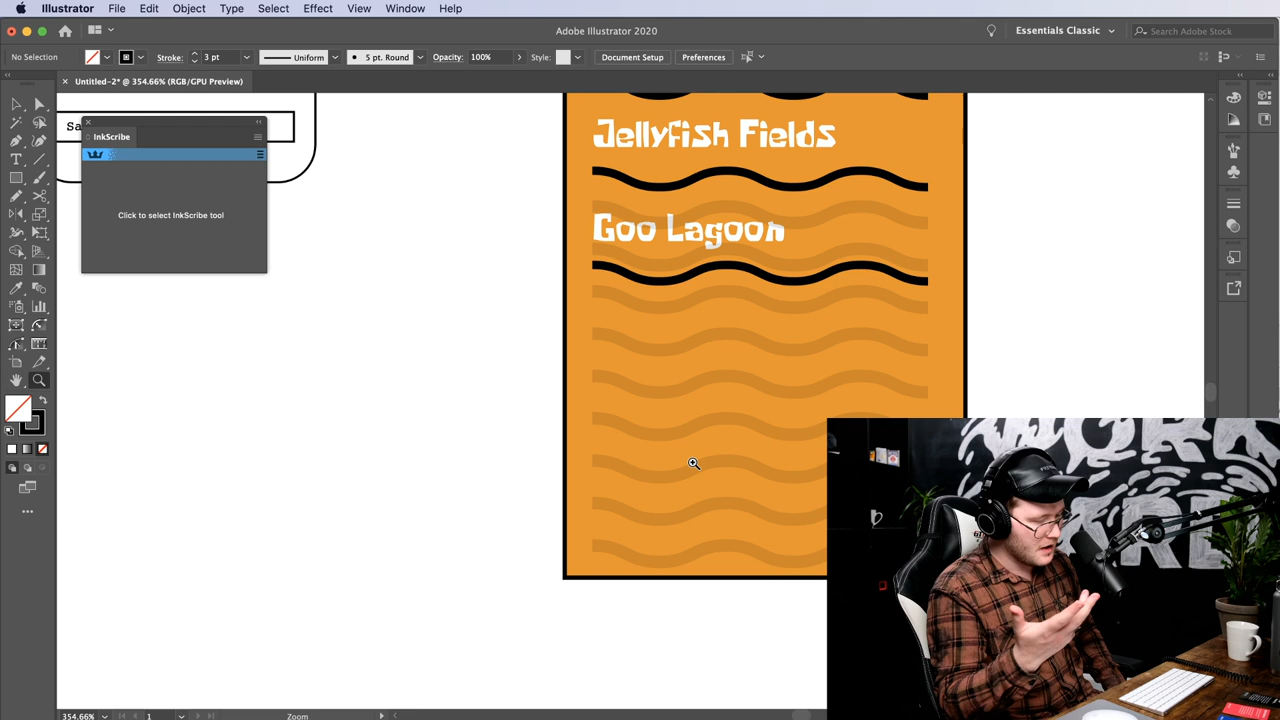 Illustrator File Edit Object Type Select Effect View Window Help
Adobe Illustrator 2020
Essentials Classic
Search Adobe Stock
No Selection
Stroke: 3 pt
Uniform
5 pt. Round
Opacity: 100%
Style:
Document Setup
Preferences
Untitled-2* @ 354.66% (RGB/GPU Preview)
Sa
InkScribe
Click to select InkScribe tool
Jellyfish Fields
Goo Lagoon
WORK
354.66%
1
Zoom